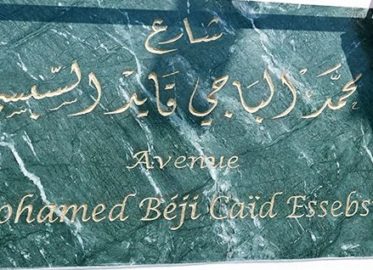 شارع
محمد الباجي قايد السبسي
Avenue
ohamed Béji Caïd Essebs